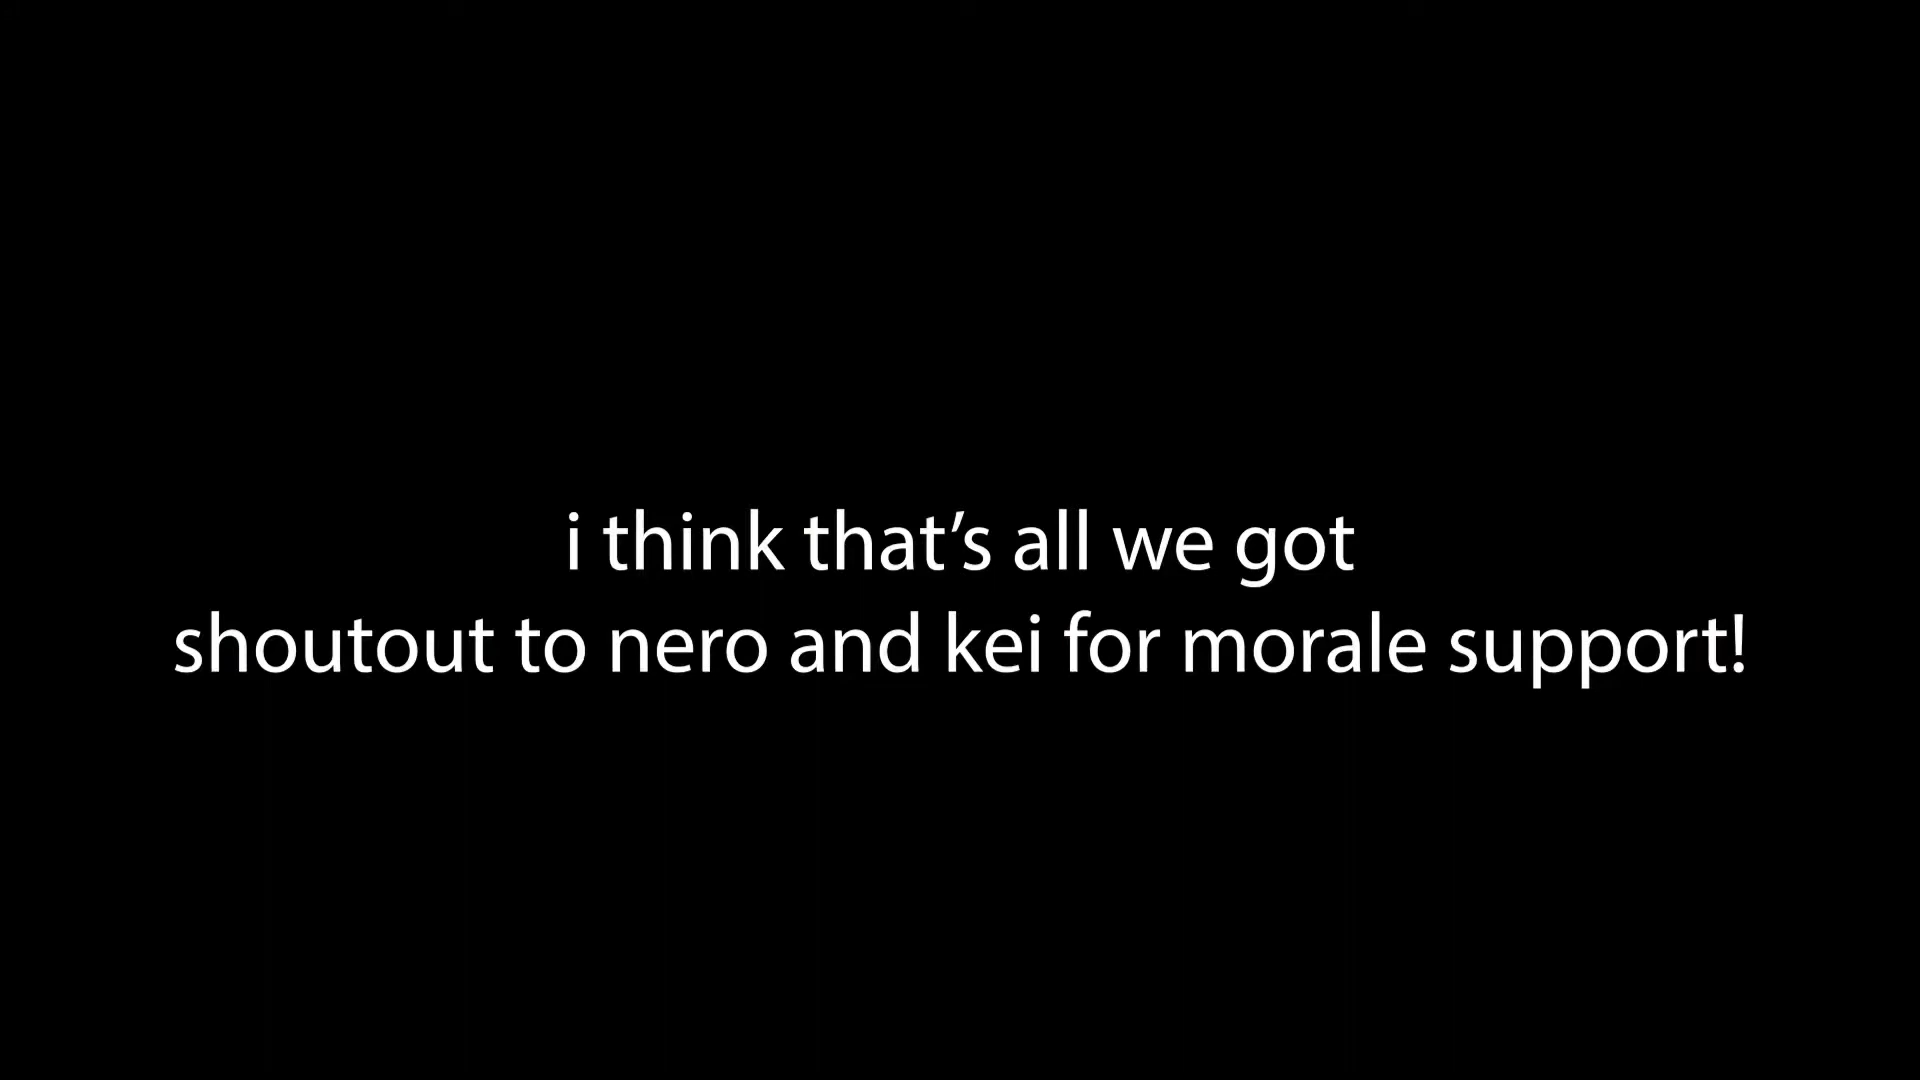 i think that’s all we got
shoutout to nero and kei for morale support!